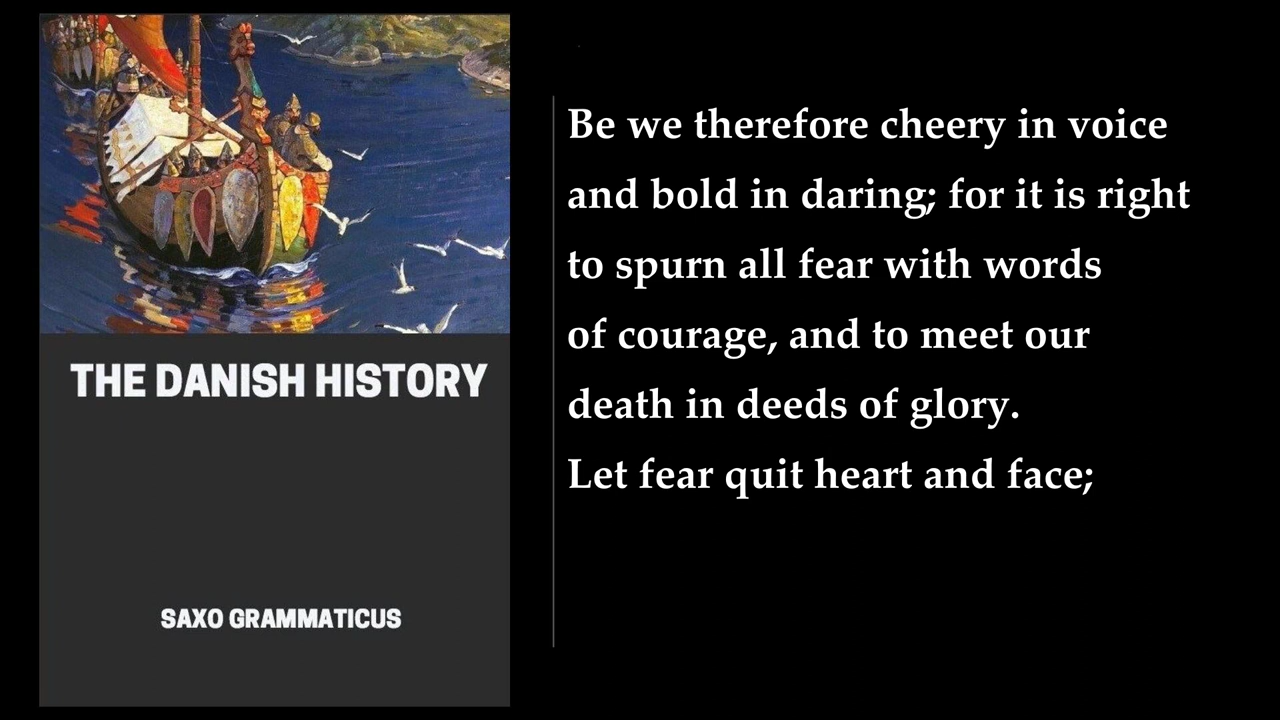 THE DANISH HISTORY
SAXO GRAMMATICUS
Be we therefore cheery in voice
and bold in daring; for it is right
to spurn all fear with words
of courage, and to meet our
death in deeds of glory.
Let fear quit heart and face;